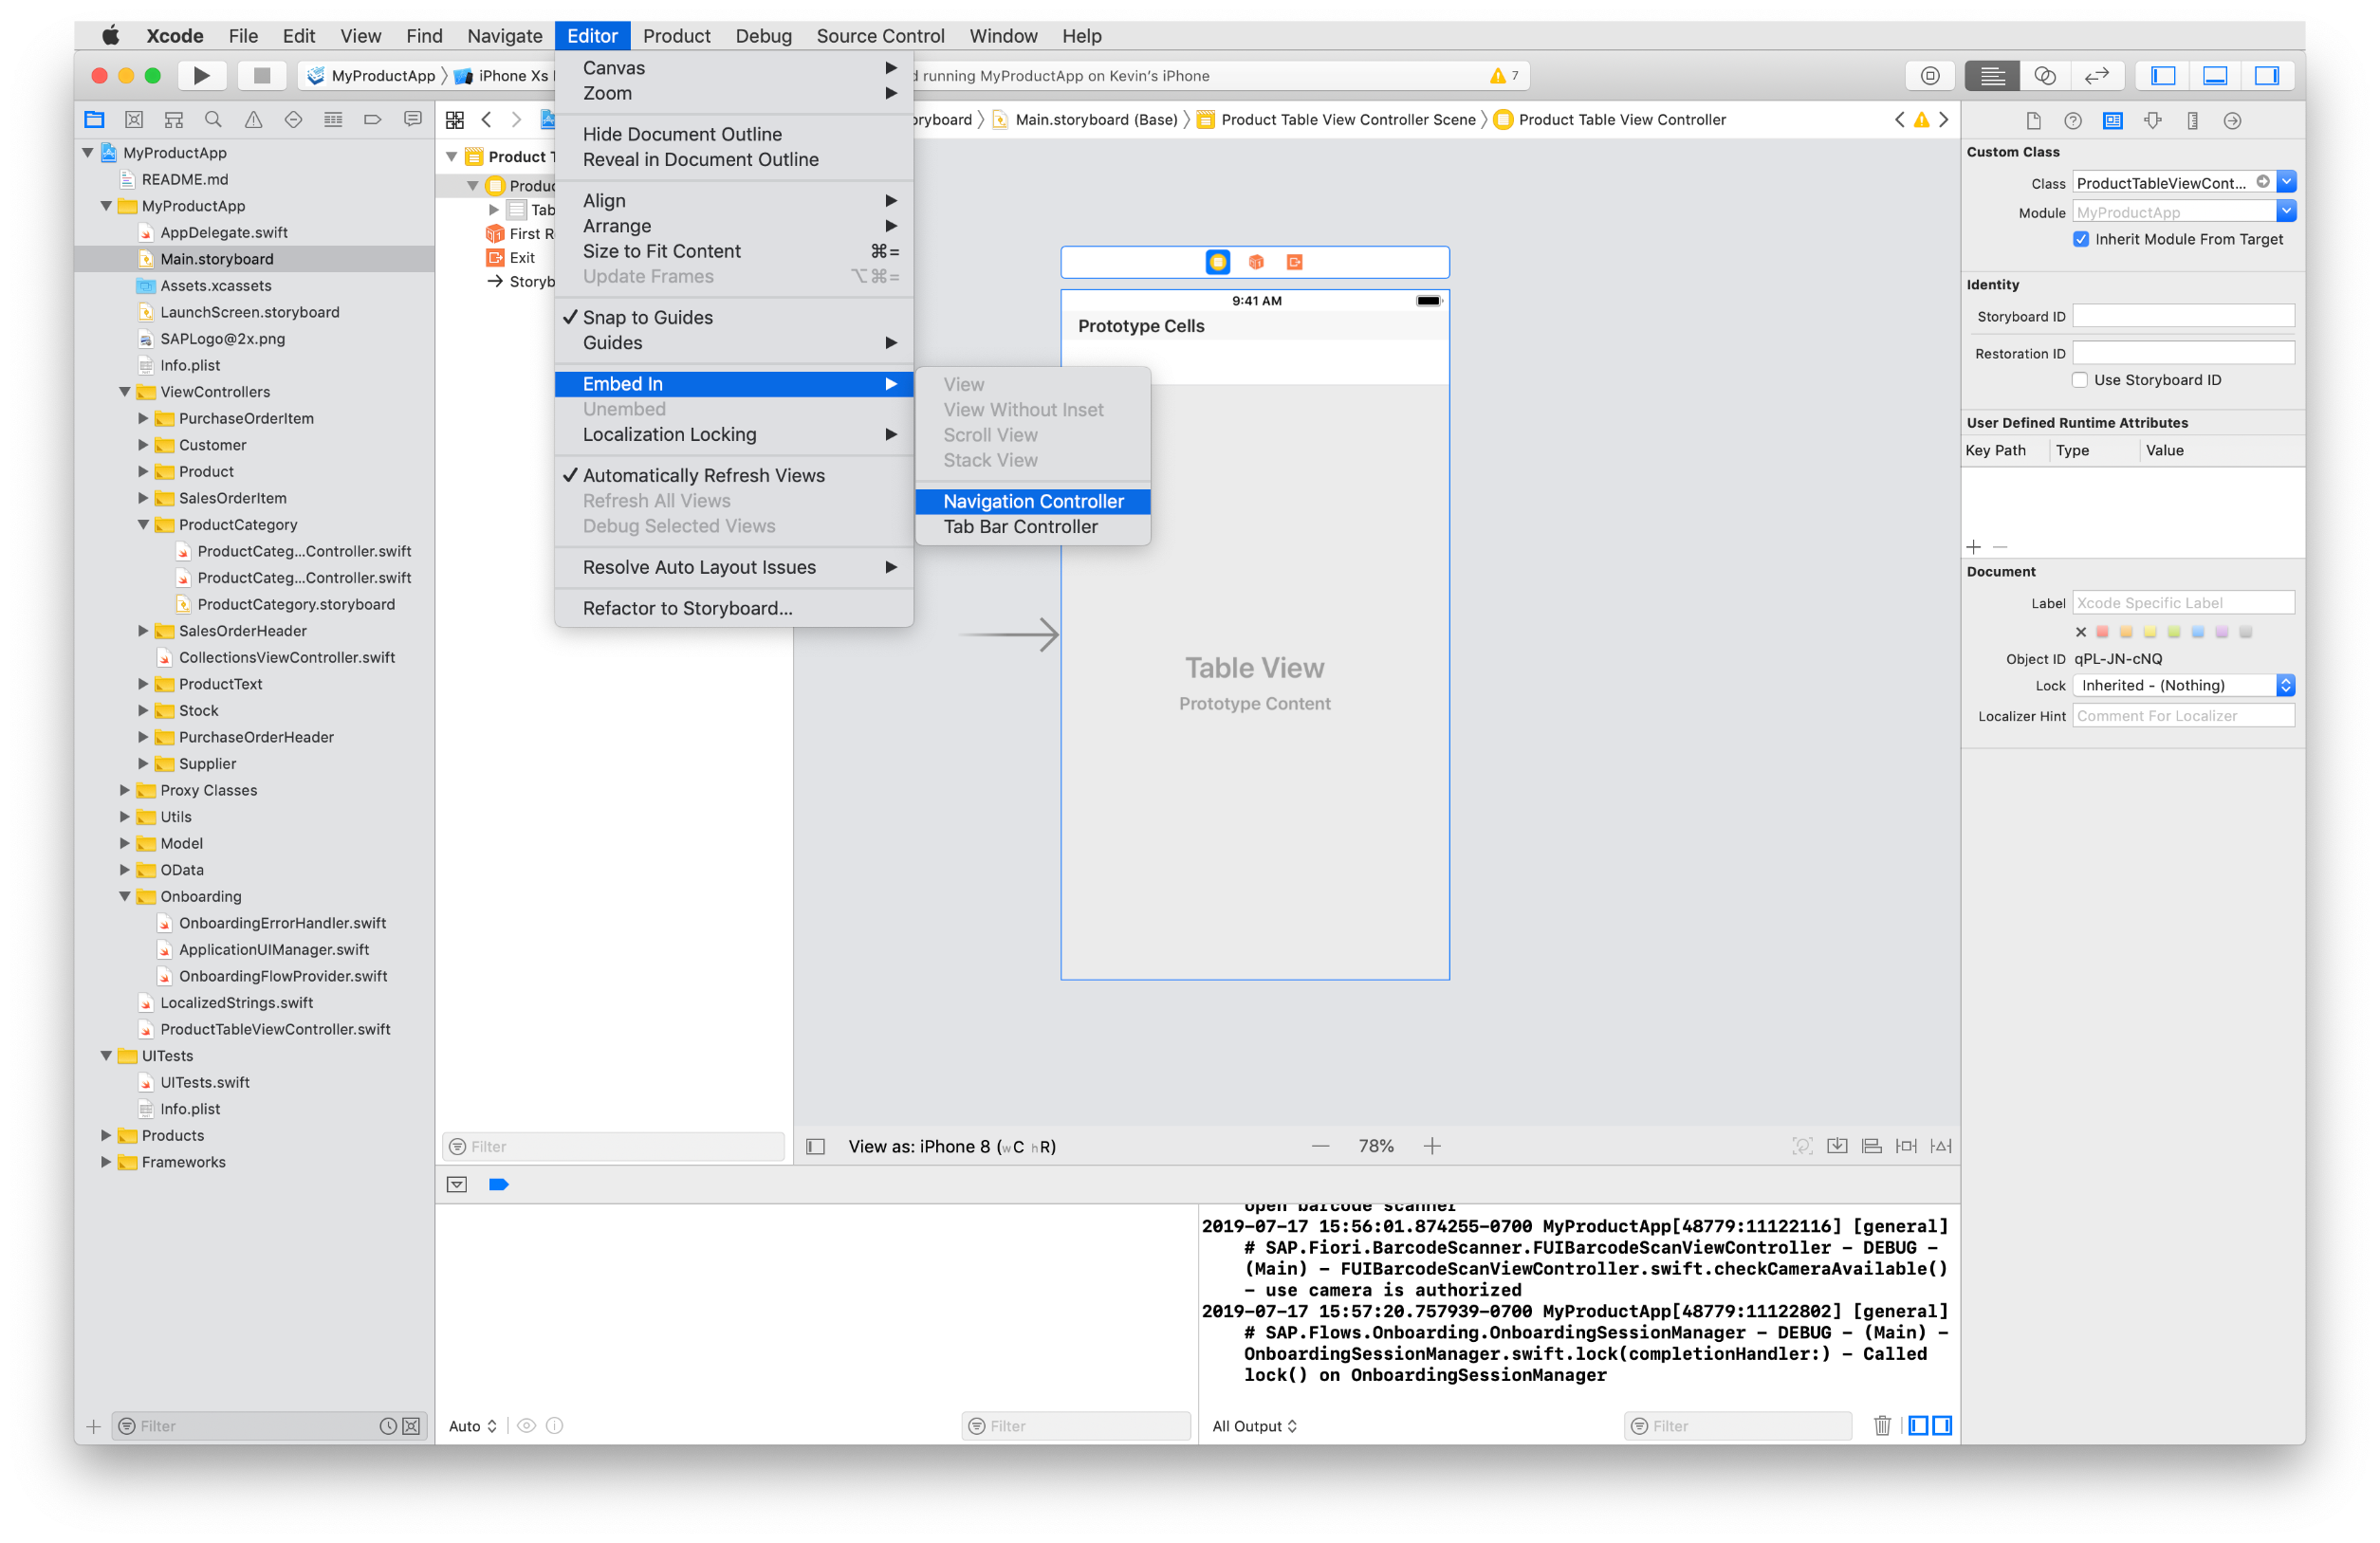 Xcode File Edit View Find Navigate Editor Product Debug Source Control Window Help
MyProductApp iPhone Xs
d running MyProductApp on Kevin's iPhone
7
MyProductApp
README.md
MyProductApp
AppDelegate.swift
Main.storyboard
Assets.xcassets
LaunchScreen.storyboard
SAPLogo@2x.png
Info.plist
ViewControllers
PurchaseOrderItem
Customer
Product
SalesOrderItem
ProductCategory
ProductCateg...Controller.swift
ProductCateg...Controller.swift
ProductCategory.storyboard
SalesOrderHeader
CollectionsViewController.swift
ProductText
Stock
PurchaseOrderHeader
Supplier
Proxy Classes
Utils
Model
OData
Onboarding
OnboardingErrorHandler.swift
ApplicationUIManager.swift
OnboardingFlowProvider.swift
LocalizedStrings.swift
ProductTableViewController.swift
UITests
UITests.swift
Info.plist
Products
Frameworks
Filter
Product T
Produc
Tab
First R
Exit
Storyb
Filter
Canvas
Zoom
Hide Document Outline
Reveal in Document Outline
Align
Arrange
Size to Fit Content ⌘=
Update Frames ⌥⌘=
✓ Snap to Guides
Guides
Embed In
Unembed
Localization Locking
✓ Automatically Refresh Views
Refresh All Views
Debug Selected Views
Resolve Auto Layout Issues
Refactor to Storyboard...
View
View Without Inset
Scroll View
Stack View
Navigation Controller
Tab Bar Controller
oryboard Main.storyboard (Base) Product Table View Controller Scene Product Table View Controller
9:41 AM
Prototype Cells
Table View
Prototype Content
View as: iPhone 8 (wC hR)
78%
open barcode scanner
2019-07-17 15:56:01.874255-0700 MyProductApp[48779:11122116] [general]
# SAP.Fiori.BarcodeScanner.FUIBarcodeScanViewController - DEBUG -
(Main) - FUIBarcodeScanViewController.swift.checkCameraAvailable()
- use camera is authorized
2019-07-17 15:57:20.757939-0700 MyProductApp[48779:11122802] [general]
# SAP.Flows.Onboarding.OnboardingSessionManager - DEBUG - (Main) -
OnboardingSessionManager.swift.lock(completionHandler:) - Called
lock() on OnboardingSessionManager
Auto
Filter
All Output
Filter
Custom Class
Class ProductTableViewCont...
Module MyProductApp
Inherit Module From Target
Identity
Storyboard ID
Restoration ID
Use Storyboard ID
User Defined Runtime Attributes
Key Path Type Value
Document
Label Xcode Specific Label
Object ID qPL-JN-cNQ
Lock Inherited - (Nothing)
Localizer Hint Comment For Localizer